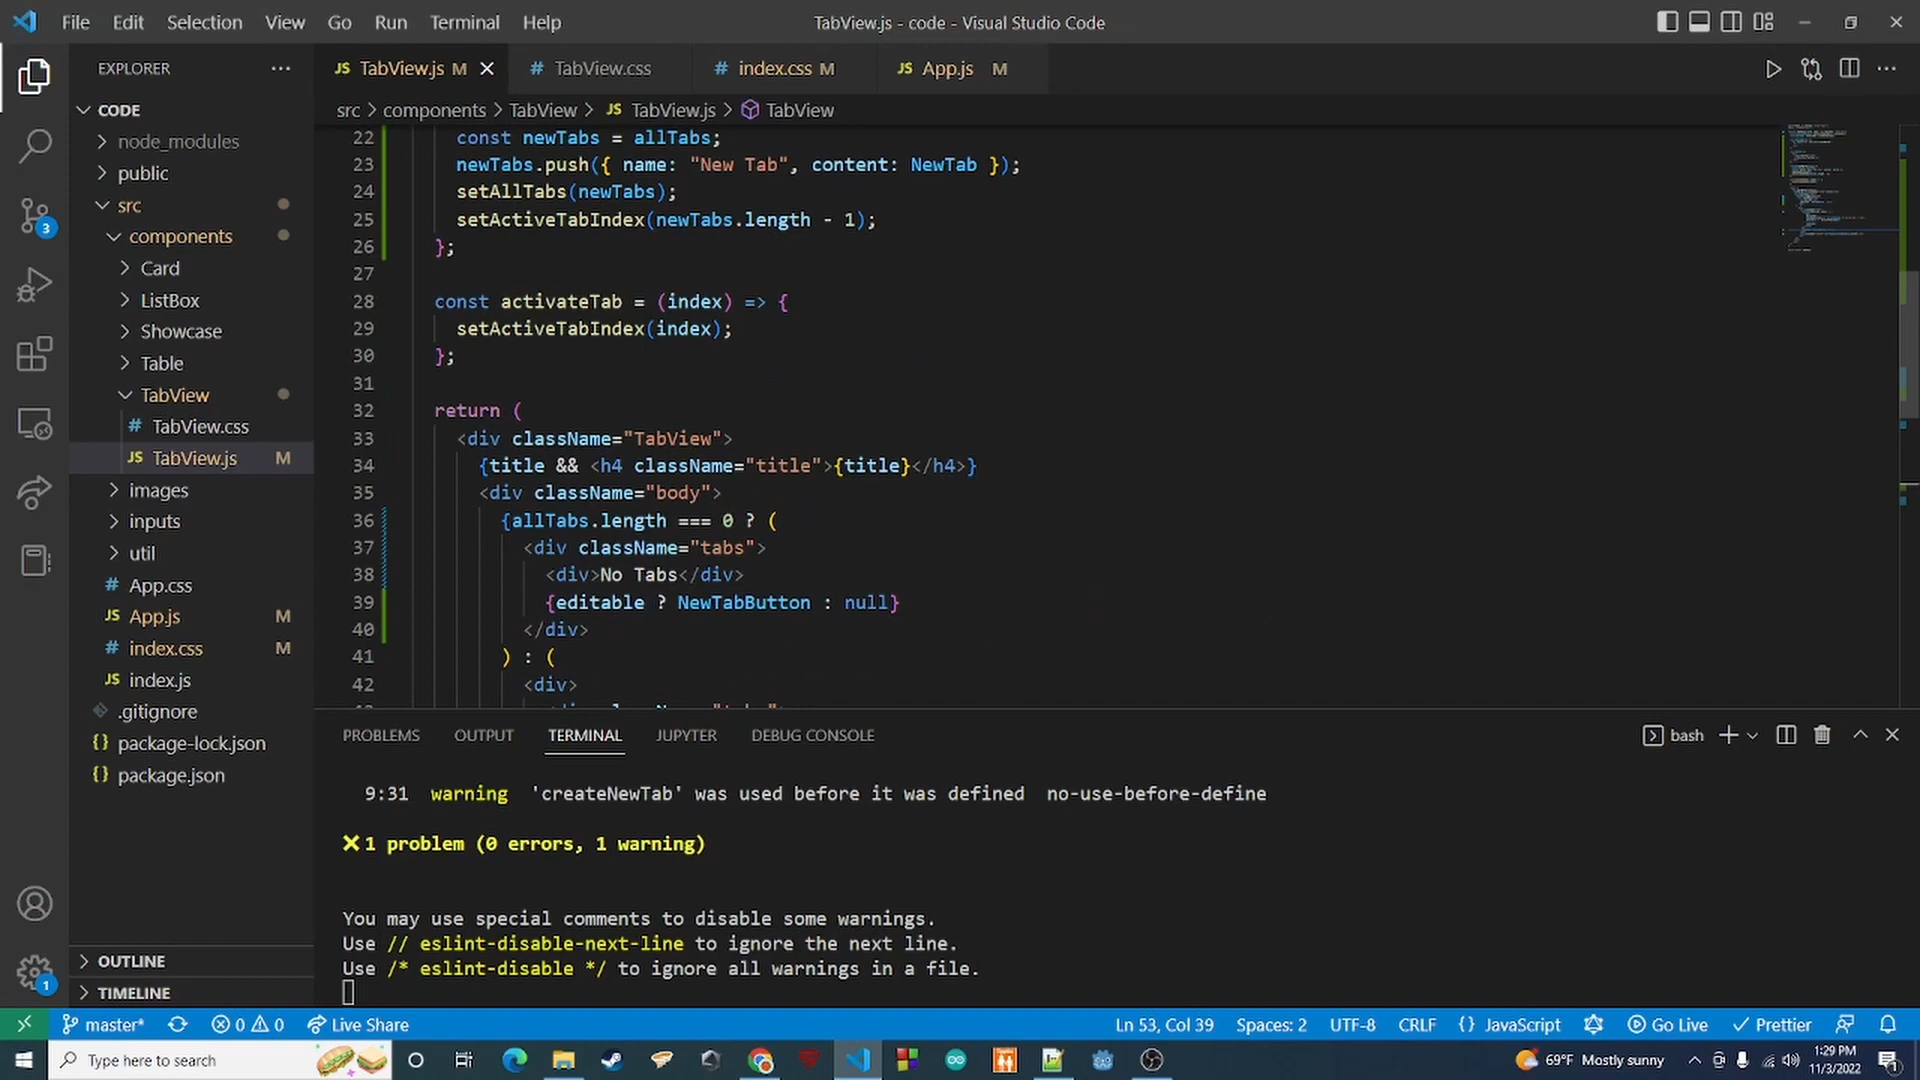 File Edit Selection View Go Run Terminal Help
TabView.js - code - Visual Studio Code
EXPLORER
JS TabView.js M
# TabView.css
# index.css M
JS App.js M
src > components > TabView > JS TabView.js > TabView
CODE
node_modules
public
src
components
Card
ListBox
Showcase
Table
TabView
# TabView.css
JS TabView.js M
images
inputs
util
# App.css
JS App.js M
# index.css M
JS index.js
.gitignore
{} package-lock.json
{} package.json
OUTLINE
TIMELINE
3
1
22 const newTabs = allTabs;
23 newTabs.push({ name: "New Tab", content: NewTab });
24 setAllTabs(newTabs);
25 setActiveTabIndex(newTabs.length - 1);
26 };
27
28 const activateTab = (index) => {
29 setActiveTabIndex(index);
30 };
31
32 return (
33 <div className="TabView">
34 {title && <h4 className="title">{title}</h4>}
35 <div className="body">
36 {allTabs.length === 0 ? (
37 <div className="tabs">
38 <div>No Tabs</div>
39 {editable ? NewTabButton : null}
40 </div>
41 ) : (
42 <div>
PROBLEMS OUTPUT TERMINAL JUPYTER DEBUG CONSOLE
bash
9:31 warning 'createNewTab' was used before it was defined no-use-before-define
1 problem (0 errors, 1 warning)
You may use special comments to disable some warnings.
Use // eslint-disable-next-line to ignore the next line.
Use /* eslint-disable */ to ignore all warnings in a file.
master* 0 0 Live Share
Ln 53, Col 39 Spaces: 2 UTF-8 CRLF {} JavaScript Go Live Prettier
Type here to search
69°F Mostly sunny
1:29 PM
11/3/2022